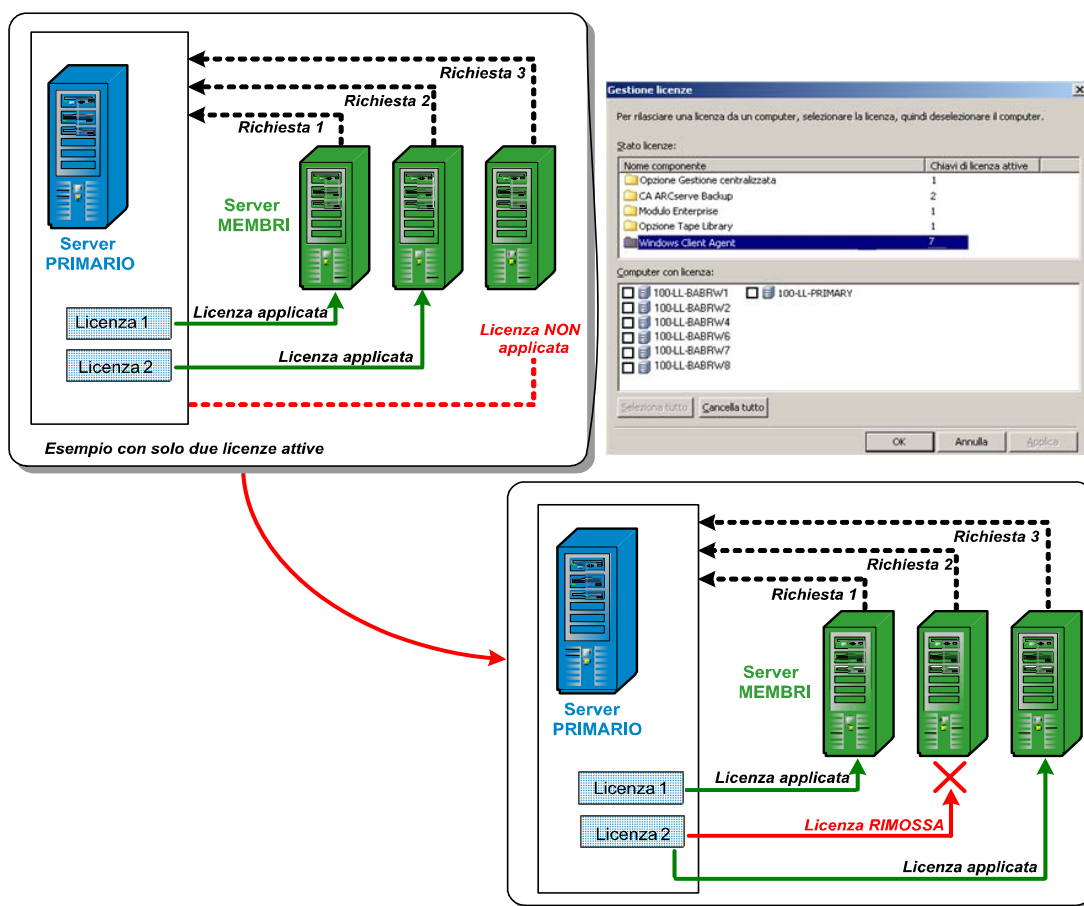 Richiesta 3
Richiesta 2
Richiesta 1
Server
MEMBRI
Server
PRIMARIO
Licenza 1
Licenza applicata
Licenza 2
Licenza applicata
Licenza NON
applicata
Esempio con solo due licenze attive
Gestione licenze
Per rilasciare una licenza da un computer, selezionare la licenza, quindi deselezionare il computer.
Stato licenze:
Nome componente Chiavi di licenza attive
Opzione Gestione centralizzata 1
CA ARCserve Backup 2
Modulo Enterprise 1
Opzione Tape Library 1
Windows Client Agent 7
Computer con licenza:
100-LL-BABRW1 100-LL-PRIMARY
100-LL-BABRW2
100-LL-BABRW4
100-LL-BABRW6
100-LL-BABRW7
100-LL-BABRW8
Seleziona tutto Cancella tutto
OK Annulla Applica
Richiesta 3
Richiesta 2
Richiesta 1
Server
MEMBRI
Server
PRIMARIO
Licenza 1
Licenza applicata
Licenza 2
Licenza RIMOSSA
Licenza applicata